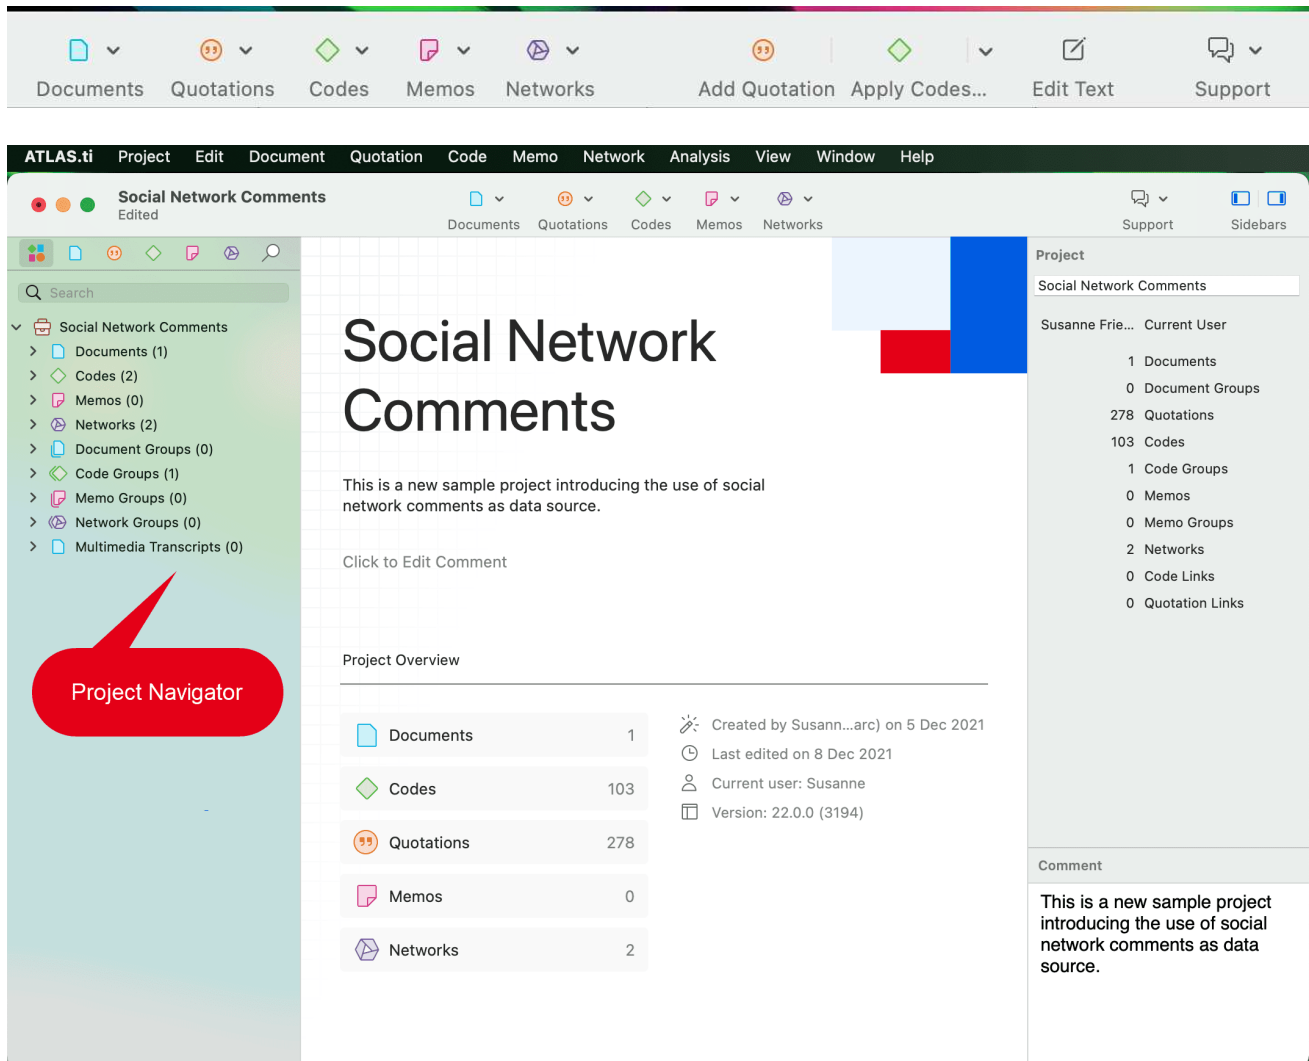 Documents Quotations Codes Memos Networks Add Quotation Apply Codes... Edit Text Support
ATLAS.ti Project Edit Document Quotation Code Memo Network Analysis View Window Help
Social Network Comments
Edited
Documents Quotations Codes Memos Networks Support Sidebars
Search
Social Network Comments
Documents (1)
Codes (2)
Memos (0)
Networks (2)
Document Groups (0)
Code Groups (1)
Memo Groups (0)
Network Groups (0)
Multimedia Transcripts (0)
Project Navigator
Social Network
Comments
This is a new sample project introducing the use of social
network comments as data source.
Click to Edit Comment
Project Overview
Documents 1
Codes 103
Quotations 278
Memos 0
Networks 2
Created by Susann...arc) on 5 Dec 2021
Last edited on 8 Dec 2021
Current user: Susanne
Version: 22.0.0 (3194)
Project
Social Network Comments
Susanne Frie... Current User
1 Documents
0 Document Groups
278 Quotations
103 Codes
1 Code Groups
0 Memos
0 Memo Groups
2 Networks
0 Code Links
0 Quotation Links
Comment
This is a new sample project
introducing the use of social
network comments as data
source.